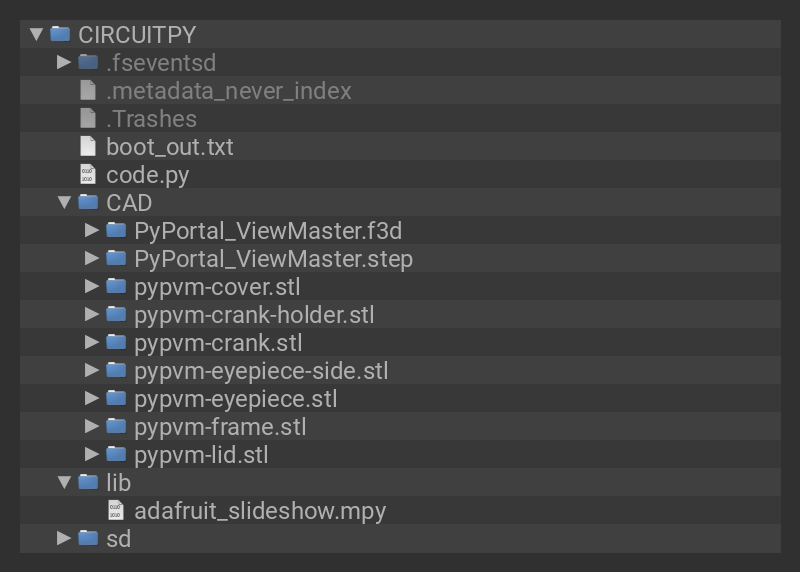 CIRCUITPY
.fseventsd
.metadata_never_index
.Trashes
boot_out.txt
code.py
CAD
PyPortal_ViewMaster.f3d
PyPortal_ViewMaster.step
pypvm-cover.stl
pypvm-crank-holder.stl
pypvm-crank.stl
pypvm-eyepiece-side.stl
pypvm-eyepiece.stl
pypvm-frame.stl
pypvm-lid.stl
lib
adafruit_slideshow.mpy
sd